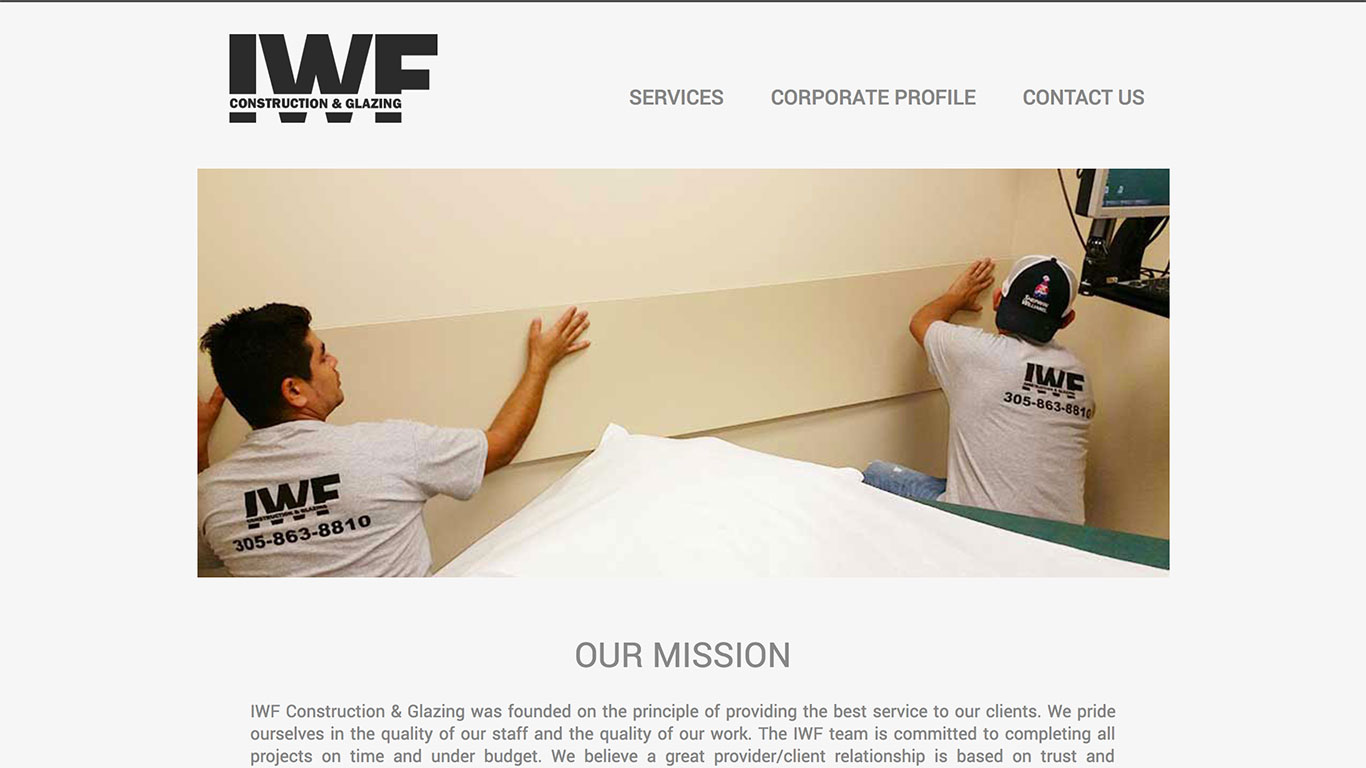 IWF
CONSTRUCTION & GLAZING
SERVICES CORPORATE PROFILE CONTACT US
SHERWIN
WILLIAMS
IWF
CONSTRUCTION & GLAZING
305-863-8810
IWF
CONSTRUCTION & GLAZING
305-863-8810
OUR MISSION
IWF Construction & Glazing was founded on the principle of providing the best service to our clients. We pride
ourselves in the quality of our staff and the quality of our work. The IWF team is committed to completing all
projects on time and under budget. We believe a great provider/client relationship is based on trust and